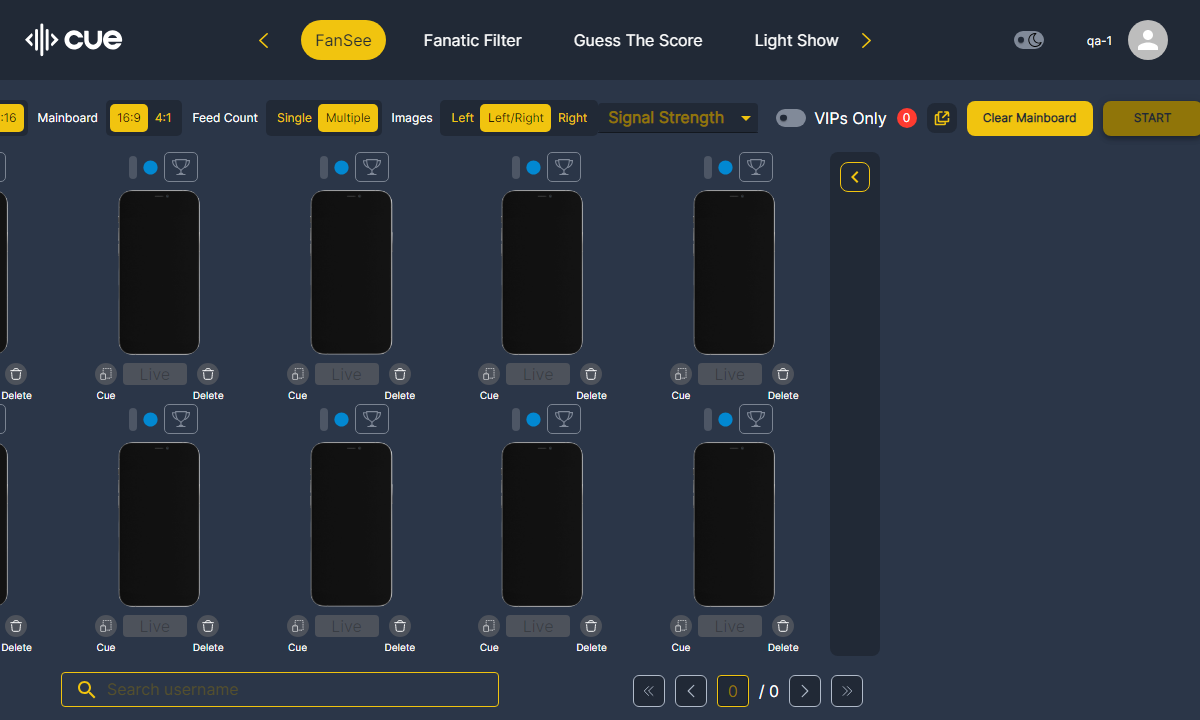 CUE FanSee Fanatic Filter Guess The Score Light Show qa-1
:16 Mainboard 16:9 4:1 Feed Count Single Multiple Images Left Left/Right Right Signal Strength VIPs Only 0 Clear Mainboard START
Live Live Live Live
Delete Cue Delete Cue Delete Cue Delete Cue Delete
Live Live Live Live
Delete Cue Delete Cue Delete Cue Delete Cue Delete
Search username 0 / 0